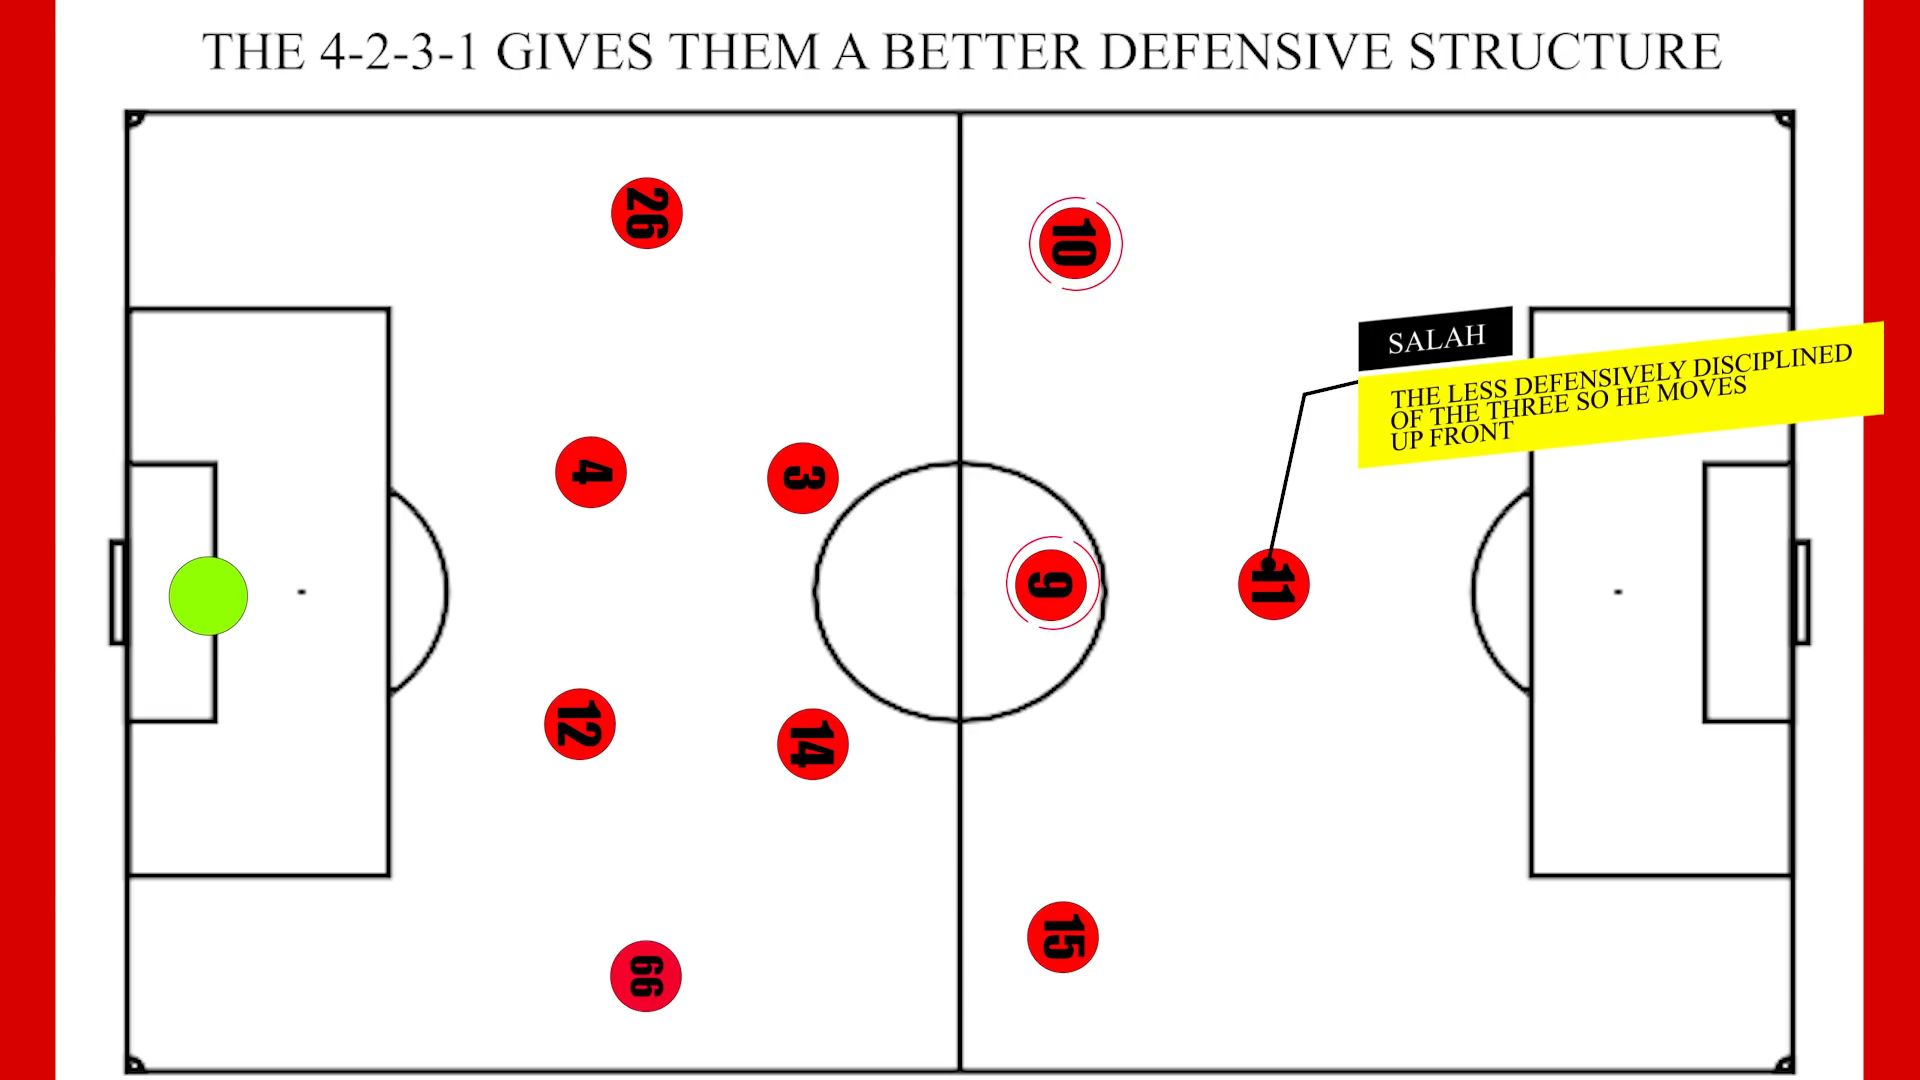 THE 4-2-3-1 GIVES THEM A BETTER DEFENSIVE STRUCTURE
26
10
SALAH
THE LESS DEFENSIVELY DISCIPLINED
OF THE THREE SO HE MOVES
UP FRONT
4
3
9
11
12
14
15
66